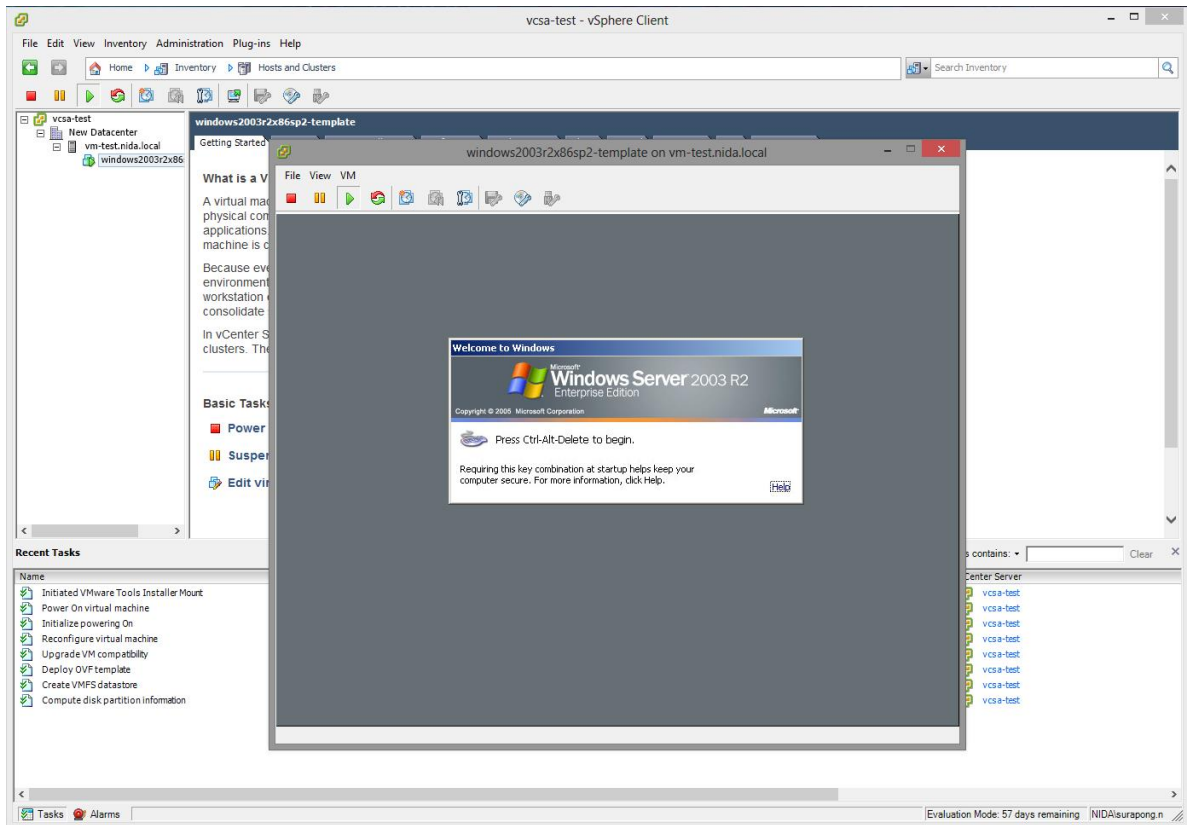 vcsa-test - vSphere Client
File Edit View Inventory Administration Plug-ins Help
Home Inventory Hosts and Clusters
Search Inventory
vcsa-test
New Datacenter
vm-test.nida.local
windows2003r2x86
windows2003r2x86sp2-template
Getting Started
What is a V
A virtual mac
physical com
applications
machine is c
Because eve
environment
workstation
consolidate
In vCenter S
clusters. The
Basic Tasks
Power
Susper
Edit vir
windows2003r2x86sp2-template on vm-test.nida.local
File View VM
Welcome to Windows
Microsoft
Windows Server 2003 R2
Enterprise Edition
Copyright © 2005 Microsoft Corporation
Microsoft
Press Ctrl-Alt-Delete to begin.
Requiring this key combination at startup helps keep your
computer secure. For more information, click Help.
Help
Recent Tasks
s contains:
Clear
Name
Center Server
Initiated VMware Tools Installer Mount
vcsa-test
Power On virtual machine
vcsa-test
Initialize powering On
vcsa-test
Reconfigure virtual machine
vcsa-test
Upgrade VM compatbility
vcsa-test
Deploy OVF template
vcsa-test
Create VMFS datastore
vcsa-test
Compute disk partition information
vcsa-test
Tasks Alarms
Evaluation Mode: 57 days remaining
NIDA\surapong.n